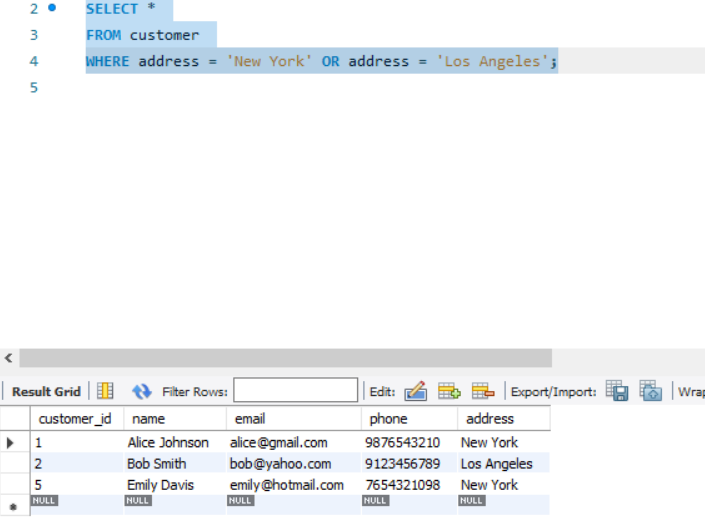 2 SELECT *
3 FROM customer
4 WHERE address = 'New York' OR address = 'Los Angeles';
5
Result Grid Filter Rows: Edit: Export/Import: Wrap
customer_id name email phone address
1 Alice Johnson alice@gmail.com 9876543210 New York
2 Bob Smith bob@yahoo.com 9123456789 Los Angeles
5 Emily Davis emily@hotmail.com 7654321098 New York
NULL NULL NULL NULL NULL